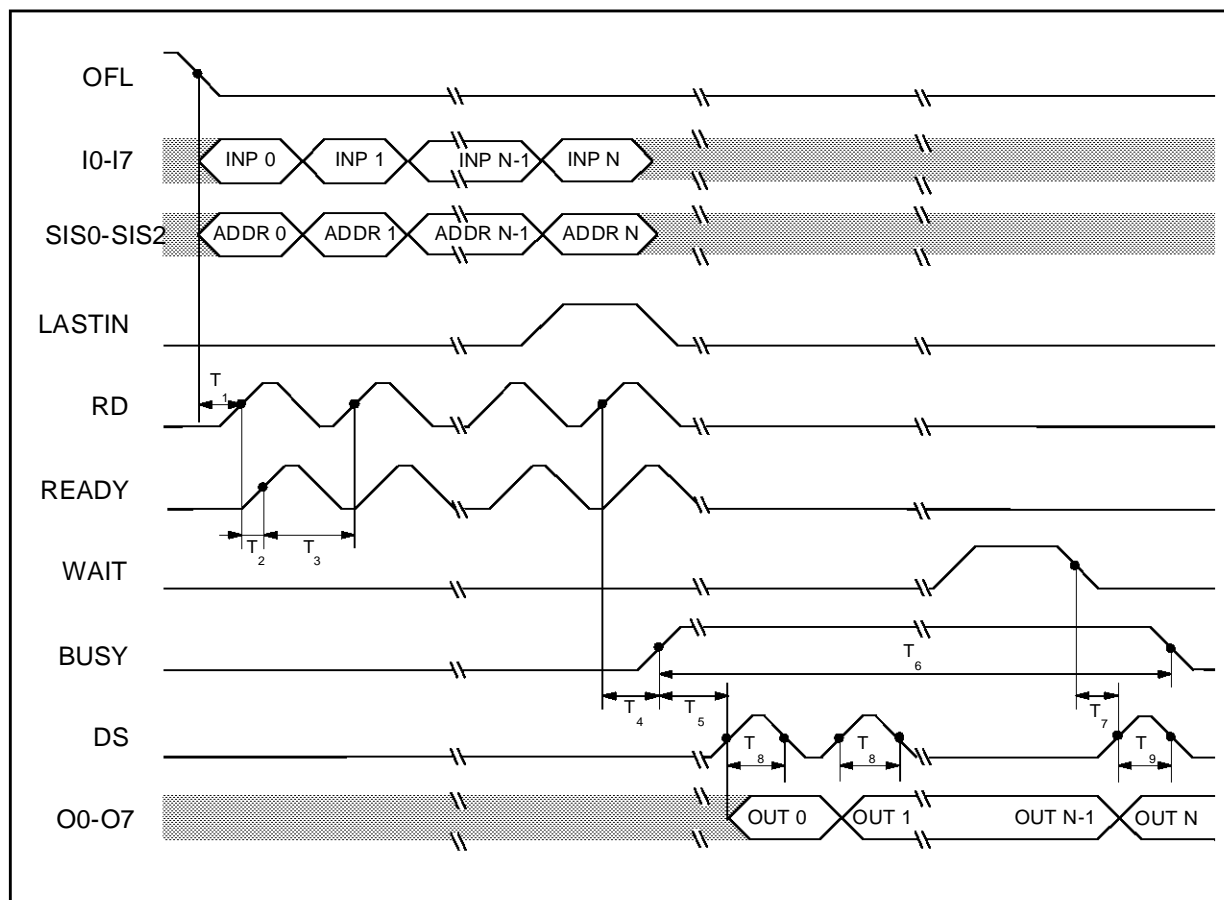 OFL
I0-I7 INP 0 INP 1 INP N-1 INP N
SIS0-SIS2 ADDR 0 ADDR 1 ADDR N-1 ADDR N
LASTIN
T1
RD
READY
T2 T3
WAIT
BUSY
T6
T4 T5 T7
DS
T8 T8 T9
O0-O7 OUT 0 OUT 1 OUT N-1 OUT N